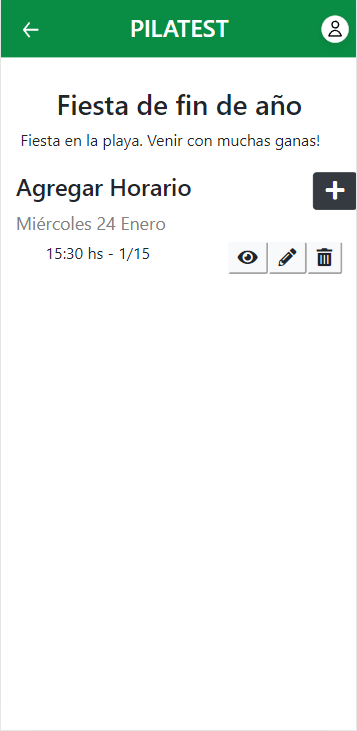 PILATEST
Fiesta de fin de año
Fiesta en la playa. Venir con muchas ganas!
Agregar Horario
Miércoles 24 Enero
15:30 hs - 1/15